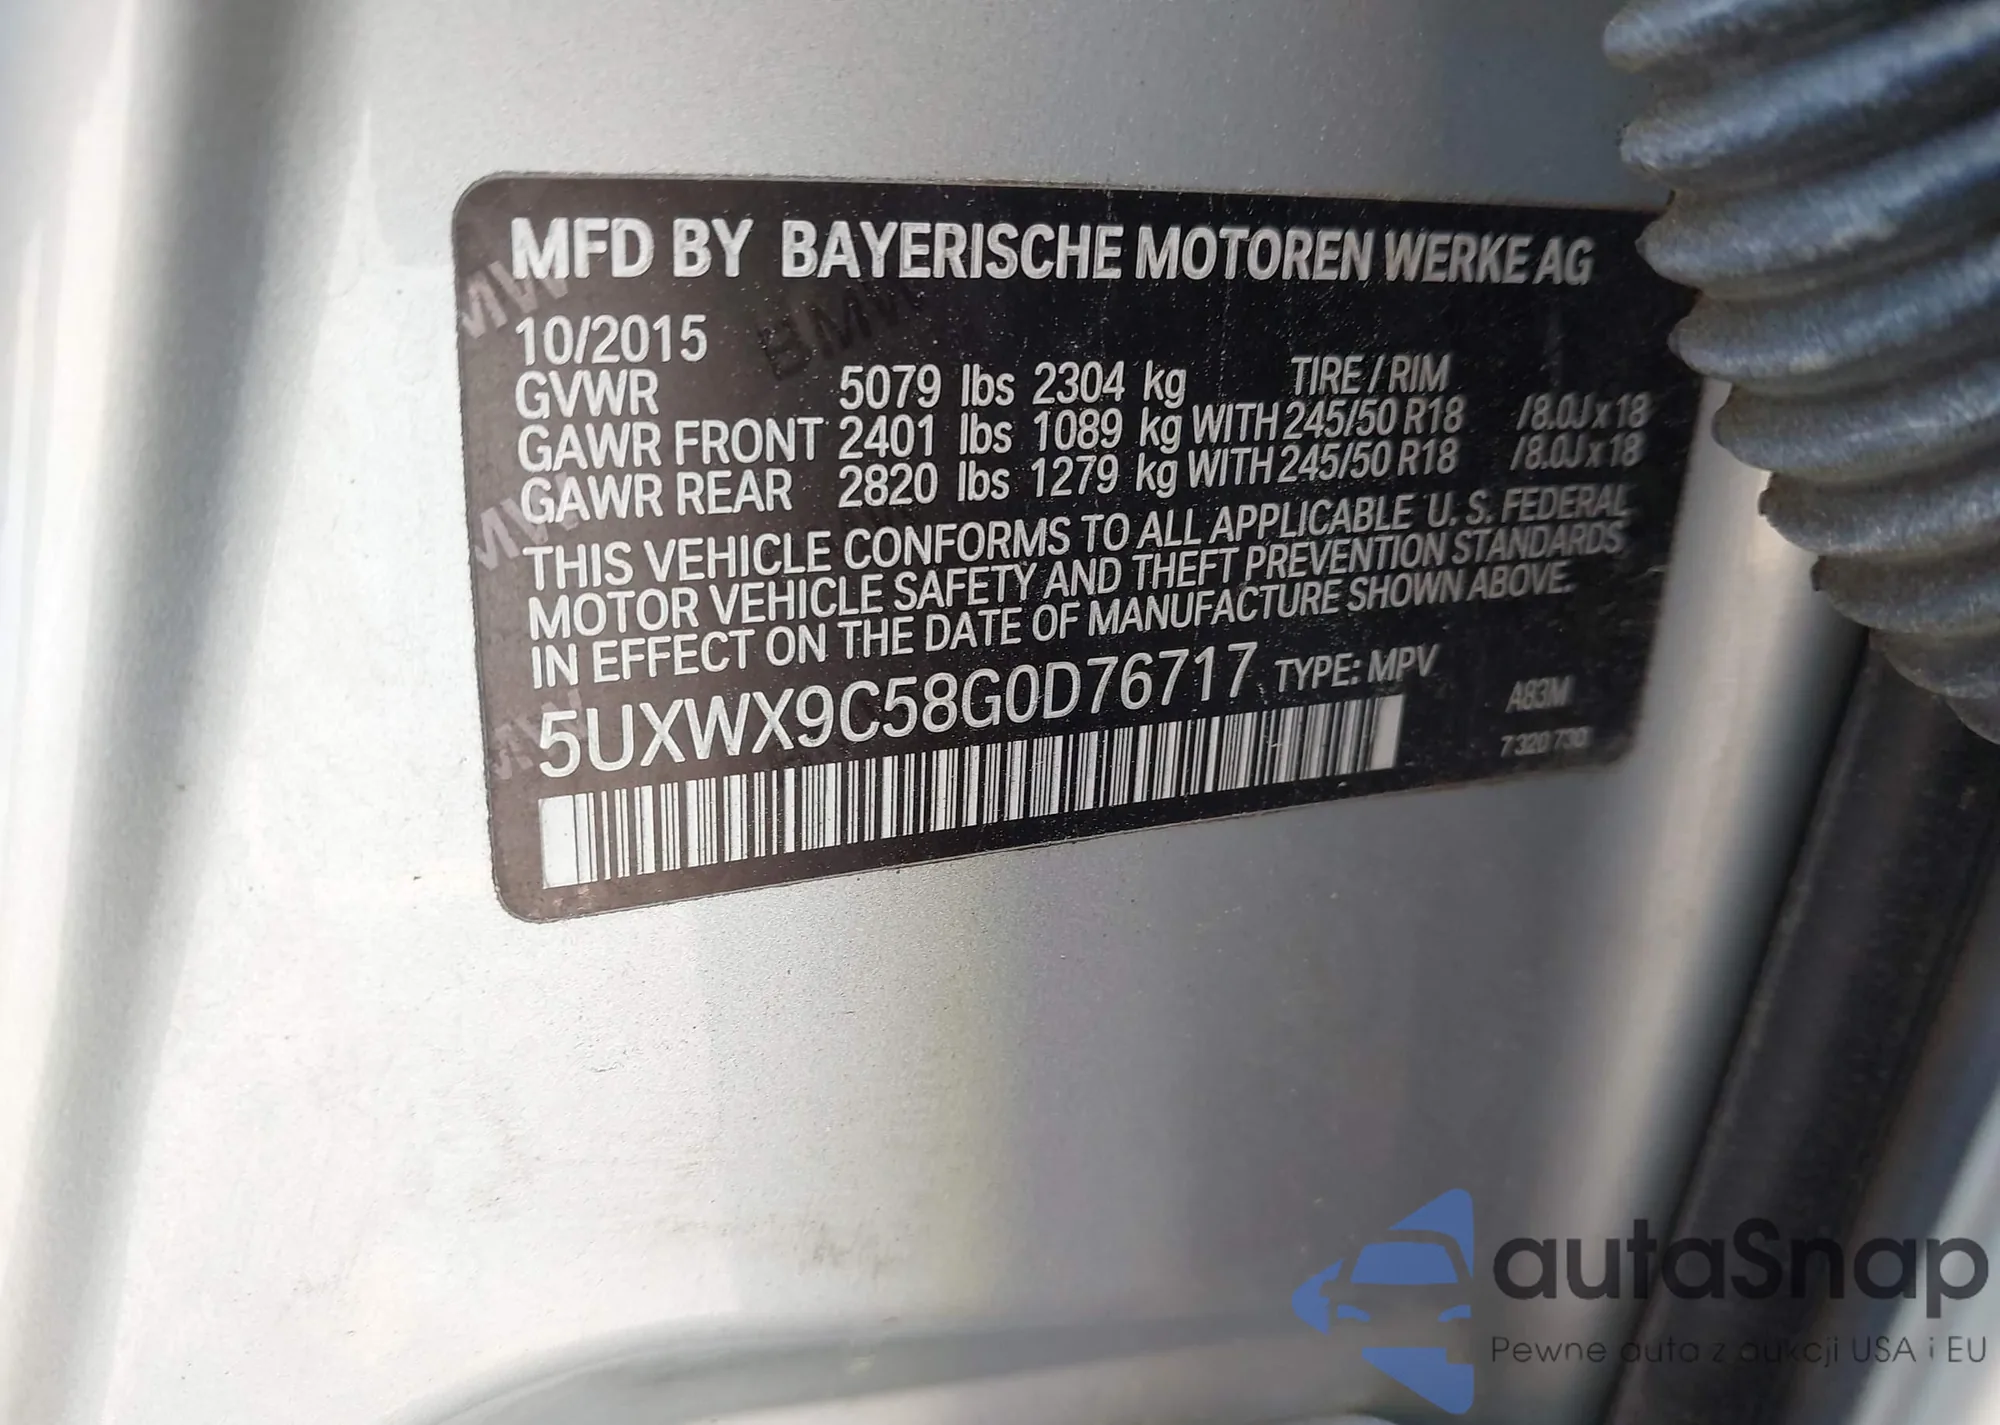 MFD BY BAYERISCHE MOTOREN WERKE AG
10/2015
GVWR 5079 lbs 2304 kg TIRE / RIM
GAWR FRONT 2401 lbs 1089 kg WITH 245/50 R18 /8.0J x 18
GAWR REAR 2820 lbs 1279 kg WITH 245/50 R18 /8.0J x 18
THIS VEHICLE CONFORMS TO ALL APPLICABLE U. S. FEDERAL
MOTOR VEHICLE SAFETY AND THEFT PREVENTION STANDARDS
IN EFFECT ON THE DATE OF MANUFACTURE SHOWN ABOVE.
5UXWX9C58G0D76717 TYPE: MPV
A83M
7 320 730
BMW
autaSnap
Pewne auta z aukcji USA i EU